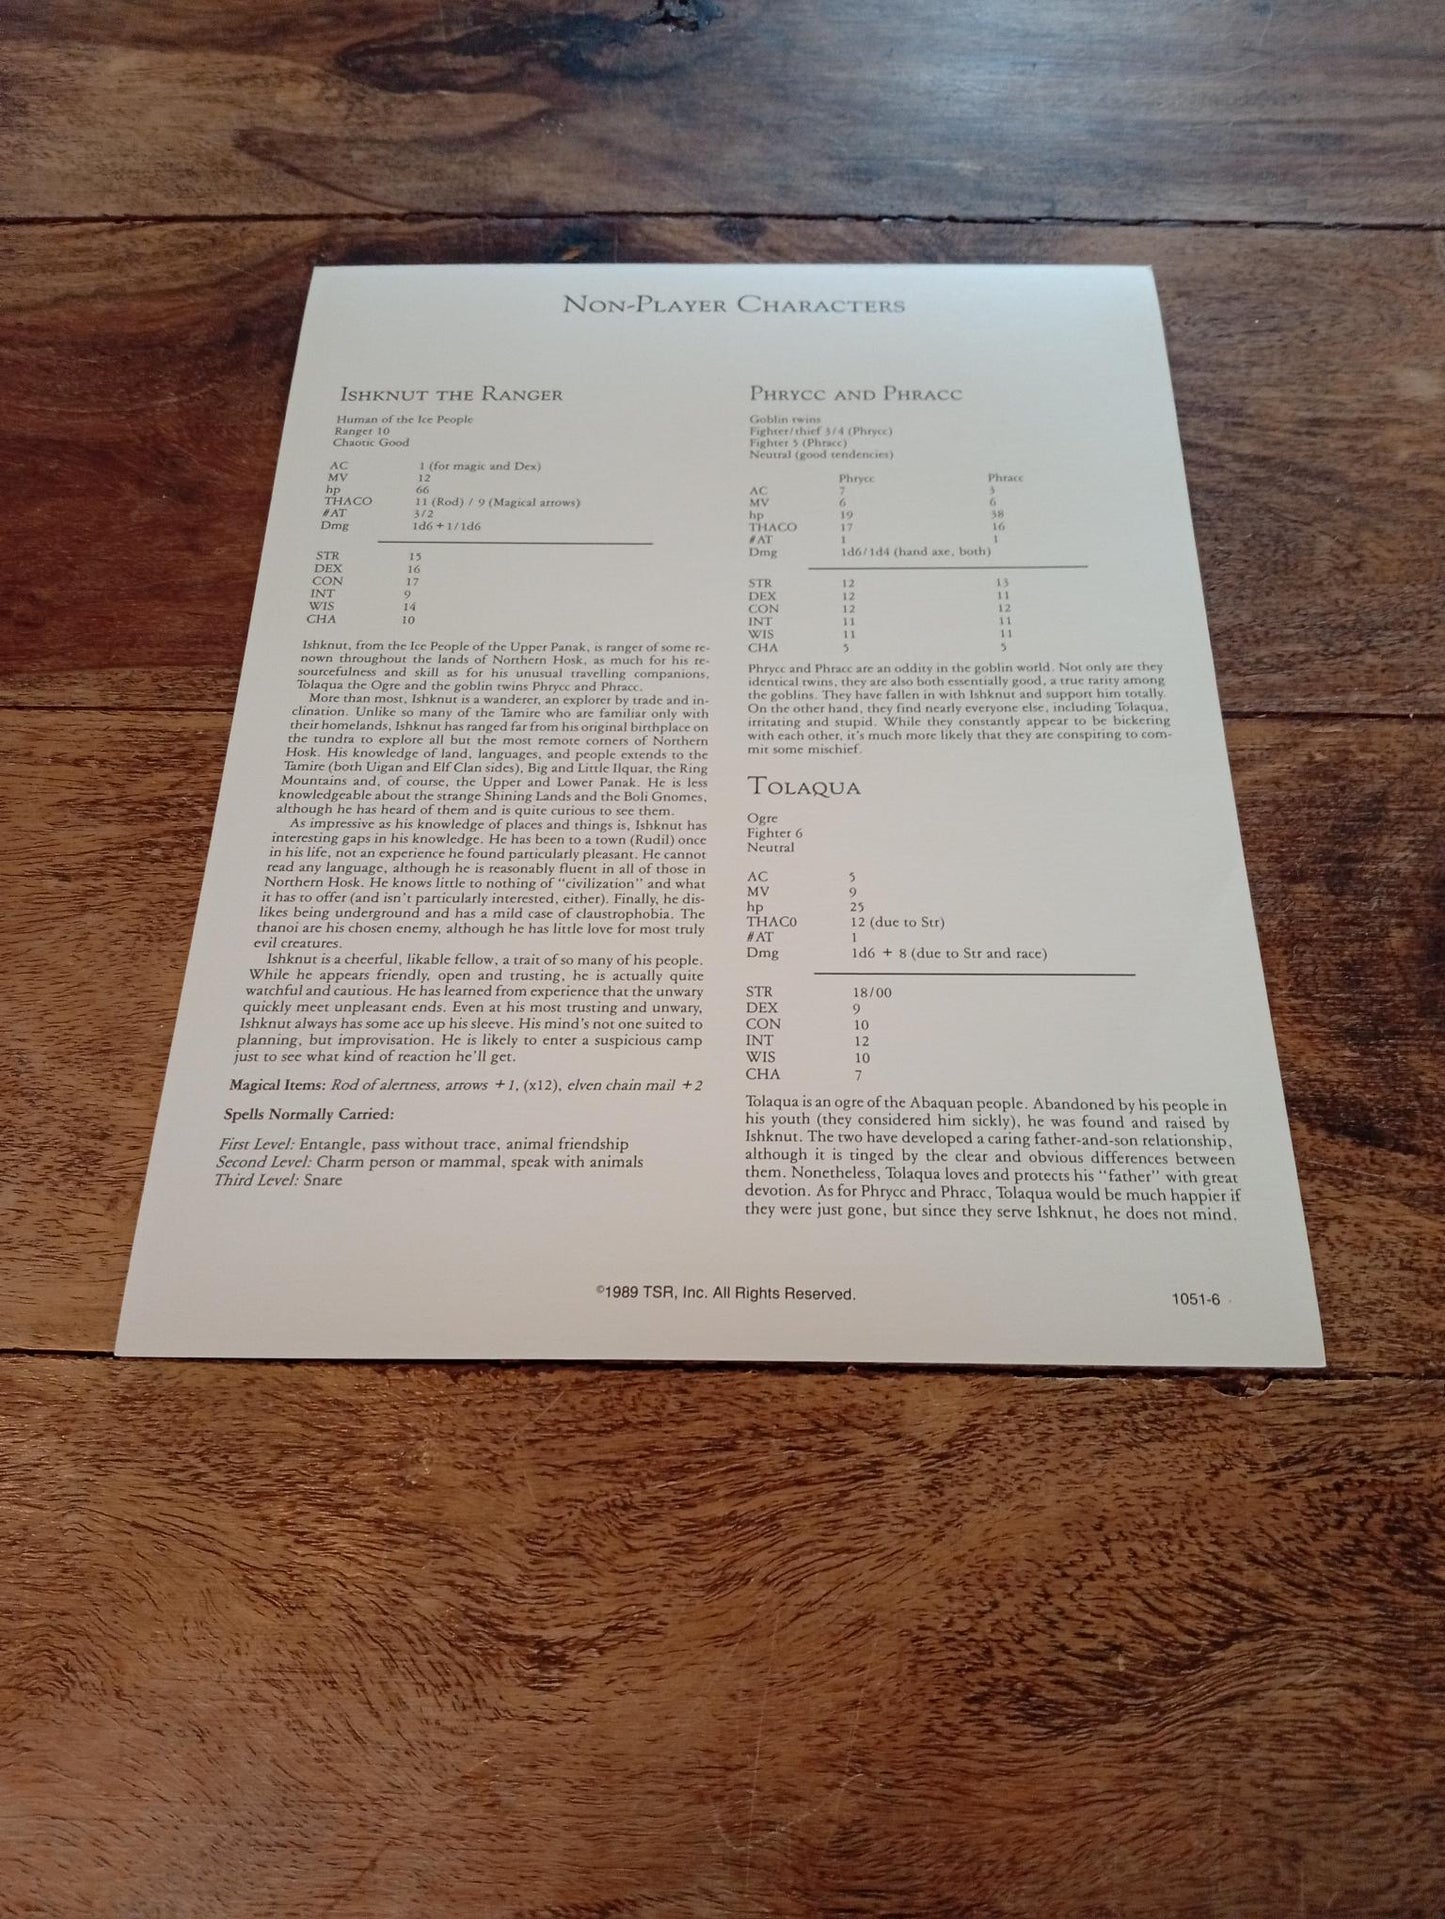 NON-PLAYER CHARACTERS
ISHKNUT THE RANGER
Human of the Ice People
Ranger 10
Chaotic Good
AC 1 (for magic and Dex)
MV 12
hp 66
THACO 11 (Rod) / 9 (Magical arrows)
#AT 3/2
Dmg 1d6+1/1d6
STR 15
DEX 16
CON 17
INT 9
WIS 14
CHA 10
Ishknut, from the Ice People of the Upper Panak, is ranger of some re-
nown throughout the lands of Northern Hosk, as much for his re-
sourcefulness and skill as for his unusual travelling companions,
Tolaqua the Ogre and the goblin twins Phrycc and Phracc.
More than most, Ishknut is a wanderer, an explorer by trade and in-
clination. Unlike so many of the Tamire who are familiar only with
their homelands, Ishknut has ranged far from his original birthplace on
the tundra to explore all but the most remote corners of Northern
Hosk. His knowledge of land, languages, and people extends to the
Tamire (both Uigan and Elf Clan sides), Big and Little Ilquar, the Ring
Mountains and, of course, the Upper and Lower Panak. He is less
knowledgeable about the strange Shining Lands and the Boli Gnomes,
although he has heard of them and is quite curious to see them.
As impressive as his knowledge of places and things is, Ishknut has
interesting gaps in his knowledge. He has been to a town (Rudil) once
in his life, not an experience he found particularly pleasant. He cannot
read any language, although he is reasonably fluent in all of those in
Northern Hosk. He knows little to nothing of "civilization" and what
it has to offer (and isn't particularly interested, either). Finally, he dis-
likes being underground and has a mild case of claustrophobia. The
thanoi are his chosen enemy, although he has little love for most truly
evil creatures.
Ishknut is a cheerful, likable fellow, a trait of so many of his people.
While he appears friendly, open and trusting, he is actually quite
watchful and cautious. He has learned from experience that the unwary
quickly meet unpleasant ends. Even at his most trusting and unwary,
Ishknut always has some ace up his sleeve. His mind's not one suited to
planning, but improvisation. He is likely to enter a suspicious camp
just to see what kind of reaction he'll get.
Magical Items: Rod of alertness, arrows +1, (x12), elven chain mail +2
Spells Normally Carried:
First Level: Entangle, pass without trace, animal friendship
Second Level: Charm person or mammal, speak with animals
Third Level: Snare
PHRYCC AND PHRACC
Goblin twins
Fighter/thief 3/4 (Phrycc)
Fighter 5 (Phracc)
Neutral (good tendencies)
Phrycc Phracc
AC 7 3
MV 6 6
hp 19 38
THACO 17 16
#AT 1 1
Dmg 1d6/1d4 (hand axe, both)
STR 12 13
DEX 12 11
CON 12 12
INT 11 11
WIS 11 11
CHA 5 5
Phrycc and Phracc are an oddity in the goblin world. Not only are they
identical twins, they are also both essentially good, a true rarity among
the goblins. They have fallen in with Ishknut and support him totally.
On the other hand, they find nearly everyone else, including Tolaqua,
irritating and stupid. While they constantly appear to be bickering
with each other, it's much more likely that they are conspiring to com-
mit some mischief.
TOLAQUA
Ogre
Fighter 6
Neutral
AC 5
MV 9
hp 25
THAC0 12 (due to Str)
#AT 1
Dmg 1d6 + 8 (due to Str and race)
STR 18/00
DEX 9
CON 10
INT 12
WIS 10
CHA 7
Tolaqua is an ogre of the Abaquan people. Abandoned by his people in
his youth (they considered him sickly), he was found and raised by
Ishknut. The two have developed a caring father-and-son relationship,
although it is tinged by the clear and obvious differences between
them. Nonetheless, Tolaqua loves and protects his "father" with great
devotion. As for Phrycc and Phracc, Tolaqua would be much happier if
they were just gone, but since they serve Ishknut, he does not mind.
©1989 TSR, Inc. All Rights Reserved.
1051-6